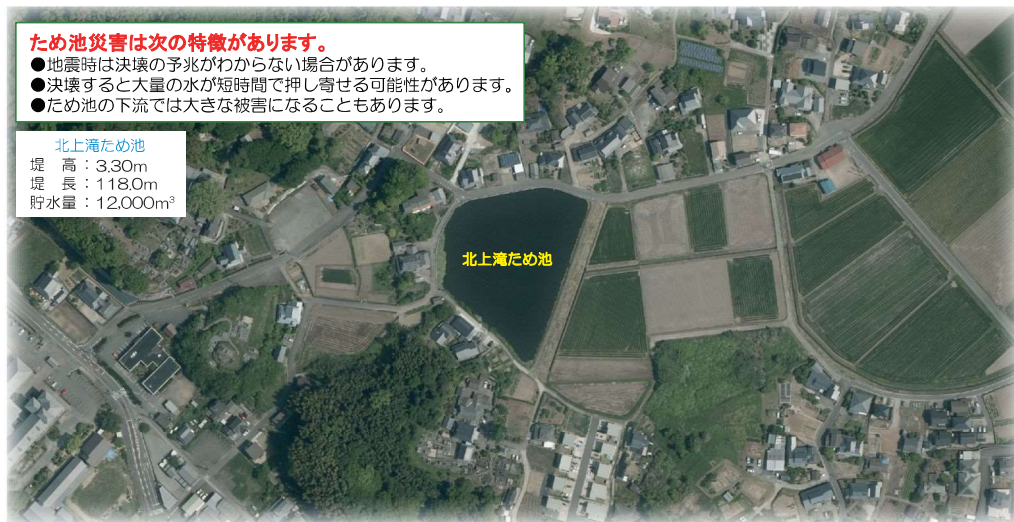 ため池災害は次の特徴があります。
●地震時は決壊の予兆がわからない場合があります。
●決壊すると大量の水が短時間で押し寄せる可能性があります。
●ため池の下流では大きな被害になることもあります。
北上滝ため池
堤　高：3.30m
堤　長：118.0m
貯水量：12,000m³
北上滝ため池